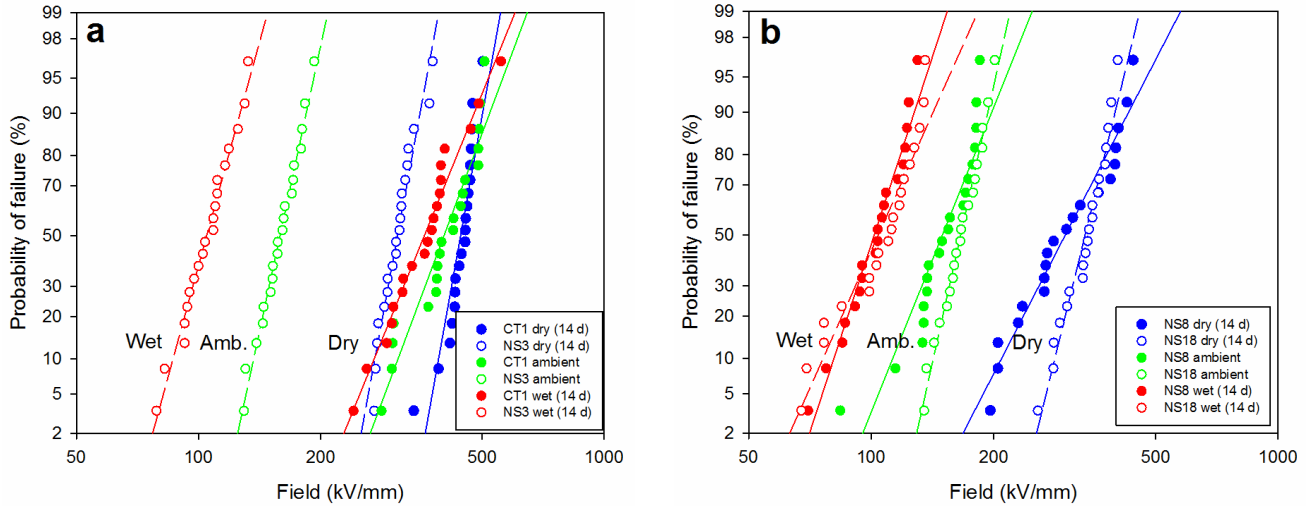 a
Probability of failure (%)
99
98
95
90
80
70
50
30
20
10
5
2
Wet
Amb.
Dry
CT1 dry (14 d)
NS3 dry (14 d)
CT1 ambient
NS3 ambient
CT1 wet (14 d)
NS3 wet (14 d)
50
100
200
500
1000
Field (kV/mm)
b
Probability of failure (%)
99
98
95
90
80
70
50
30
20
10
5
2
Wet
Amb.
Dry
NS8 dry (14 d)
NS18 dry (14 d)
NS8 ambient
NS18 ambient
NS8 wet (14 d)
NS18 wet (14 d)
50
100
200
500
1000
Field (kV/mm)